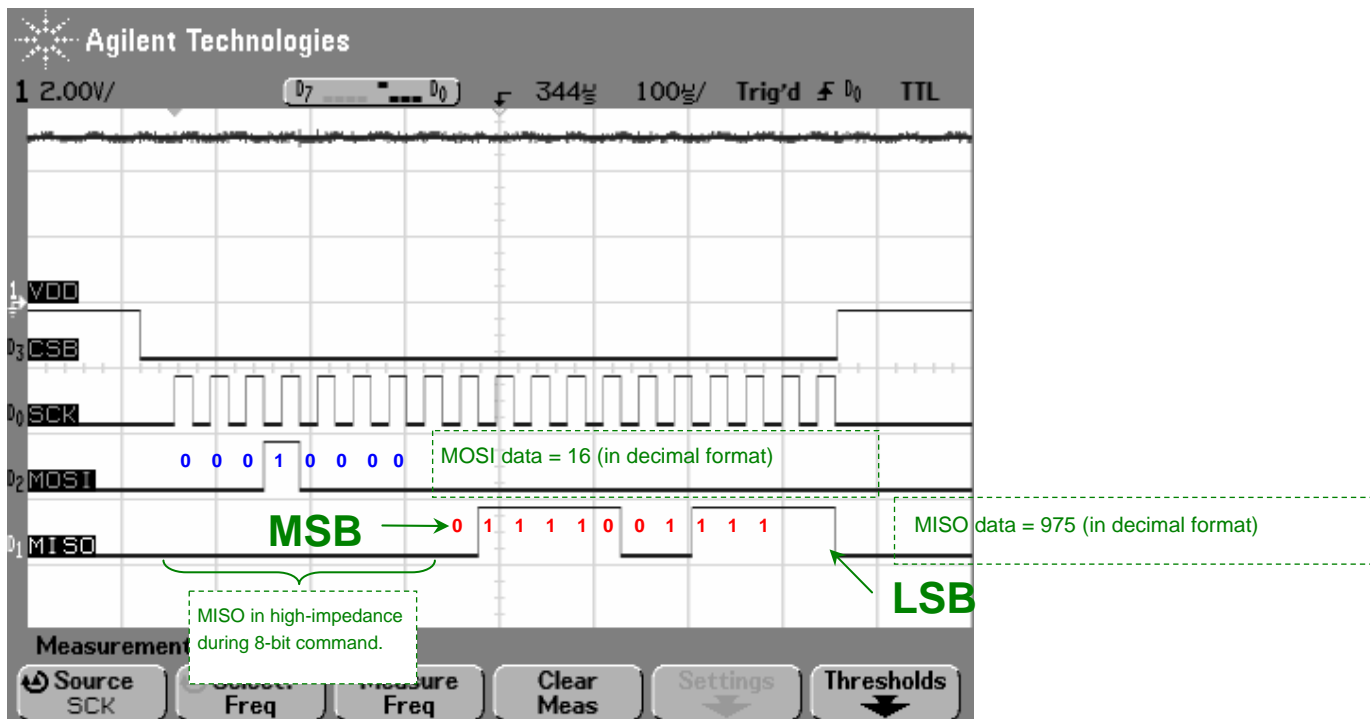 Agilent Technologies
1 2.00V/ D7 D0 344µs 100µs/ Trig'd D0 TTL
1 VDD
D3 CSB
D0 SCK
0 0 0 1 0 0 0 0 MOSI data = 16 (in decimal format)
D2 MOSI
MSB 0 1 1 1 1 0 0 1 1 1 1 MISO data = 975 (in decimal format)
D1 MISO
LSB
MISO in high-impedance
during 8-bit command.
Measurement
Source Clear Settings Thresholds
SCK Freq Freq Meas